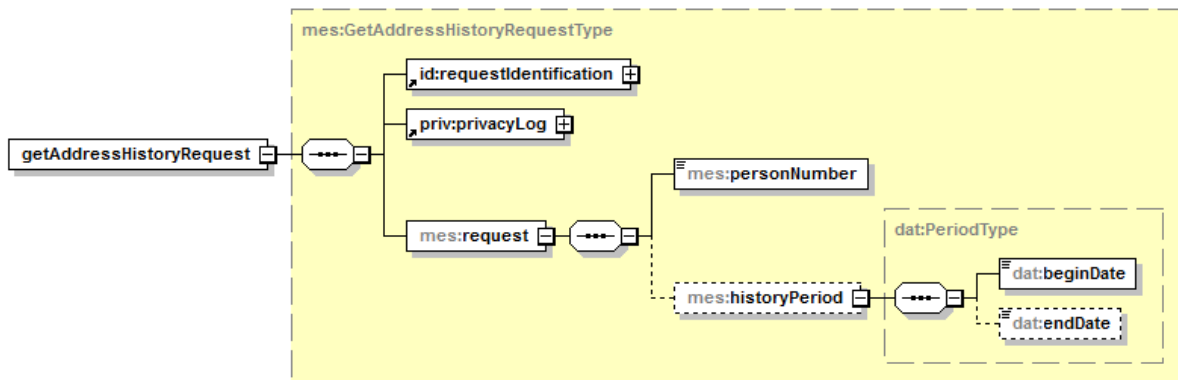 mes:GetAddressHistoryRequestType
id:requestIdentification
priv:privacyLog
getAddressHistoryRequest
mes:personNumber
mes:request
dat:PeriodType
dat:beginDate
mes:historyPeriod
dat:endDate